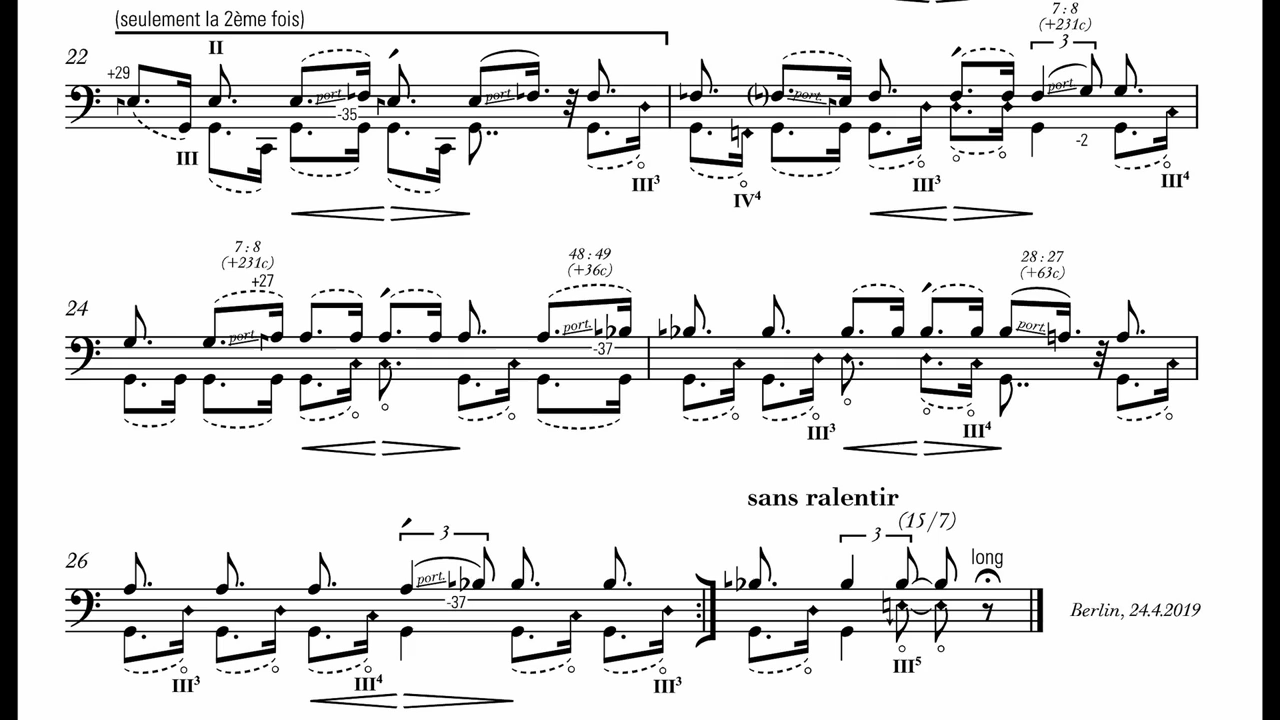 (seulement la 2ème fois)
7 : 8
(+231c)
3
22
+29
II
port.
-35
port.
port.
port.
-2
III
III³
IV⁴
III³
III⁴
7 : 8
(+231c)
+27
48 : 49
(+36c)
28 : 27
(+63c)
24
port.
port.
-37
port.
III³
III⁴
sans ralentir
(15/7)
26
3
3
long
port.
-37
Berlin, 24.4.2019
III³
III⁴
III³
III⁵